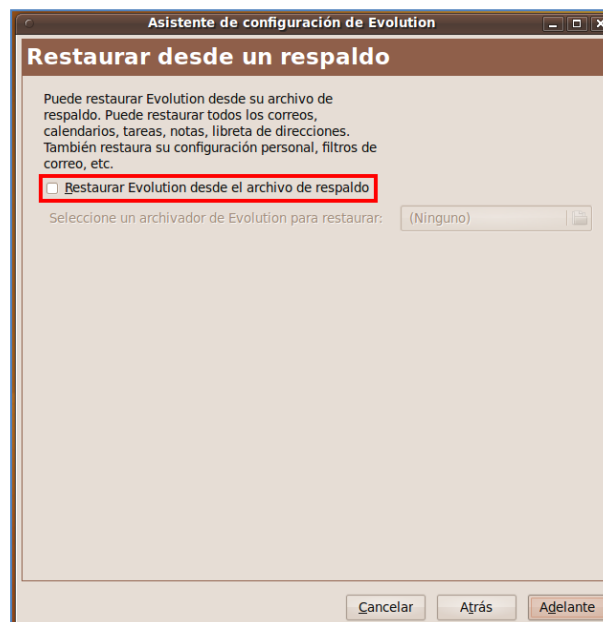 Asistente de configuración de Evolution
Restaurar desde un respaldo
Puede restaurar Evolution desde su archivo de
respaldo. Puede restaurar todos los correos,
calendarios, tareas, notas, libreta de direcciones.
También restaura su configuración personal, filtros de
correo, etc.
Restaurar Evolution desde el archivo de respaldo
Seleccione un archivador de Evolution para restaurar: (Ninguno)
Cancelar Atrás Adelante